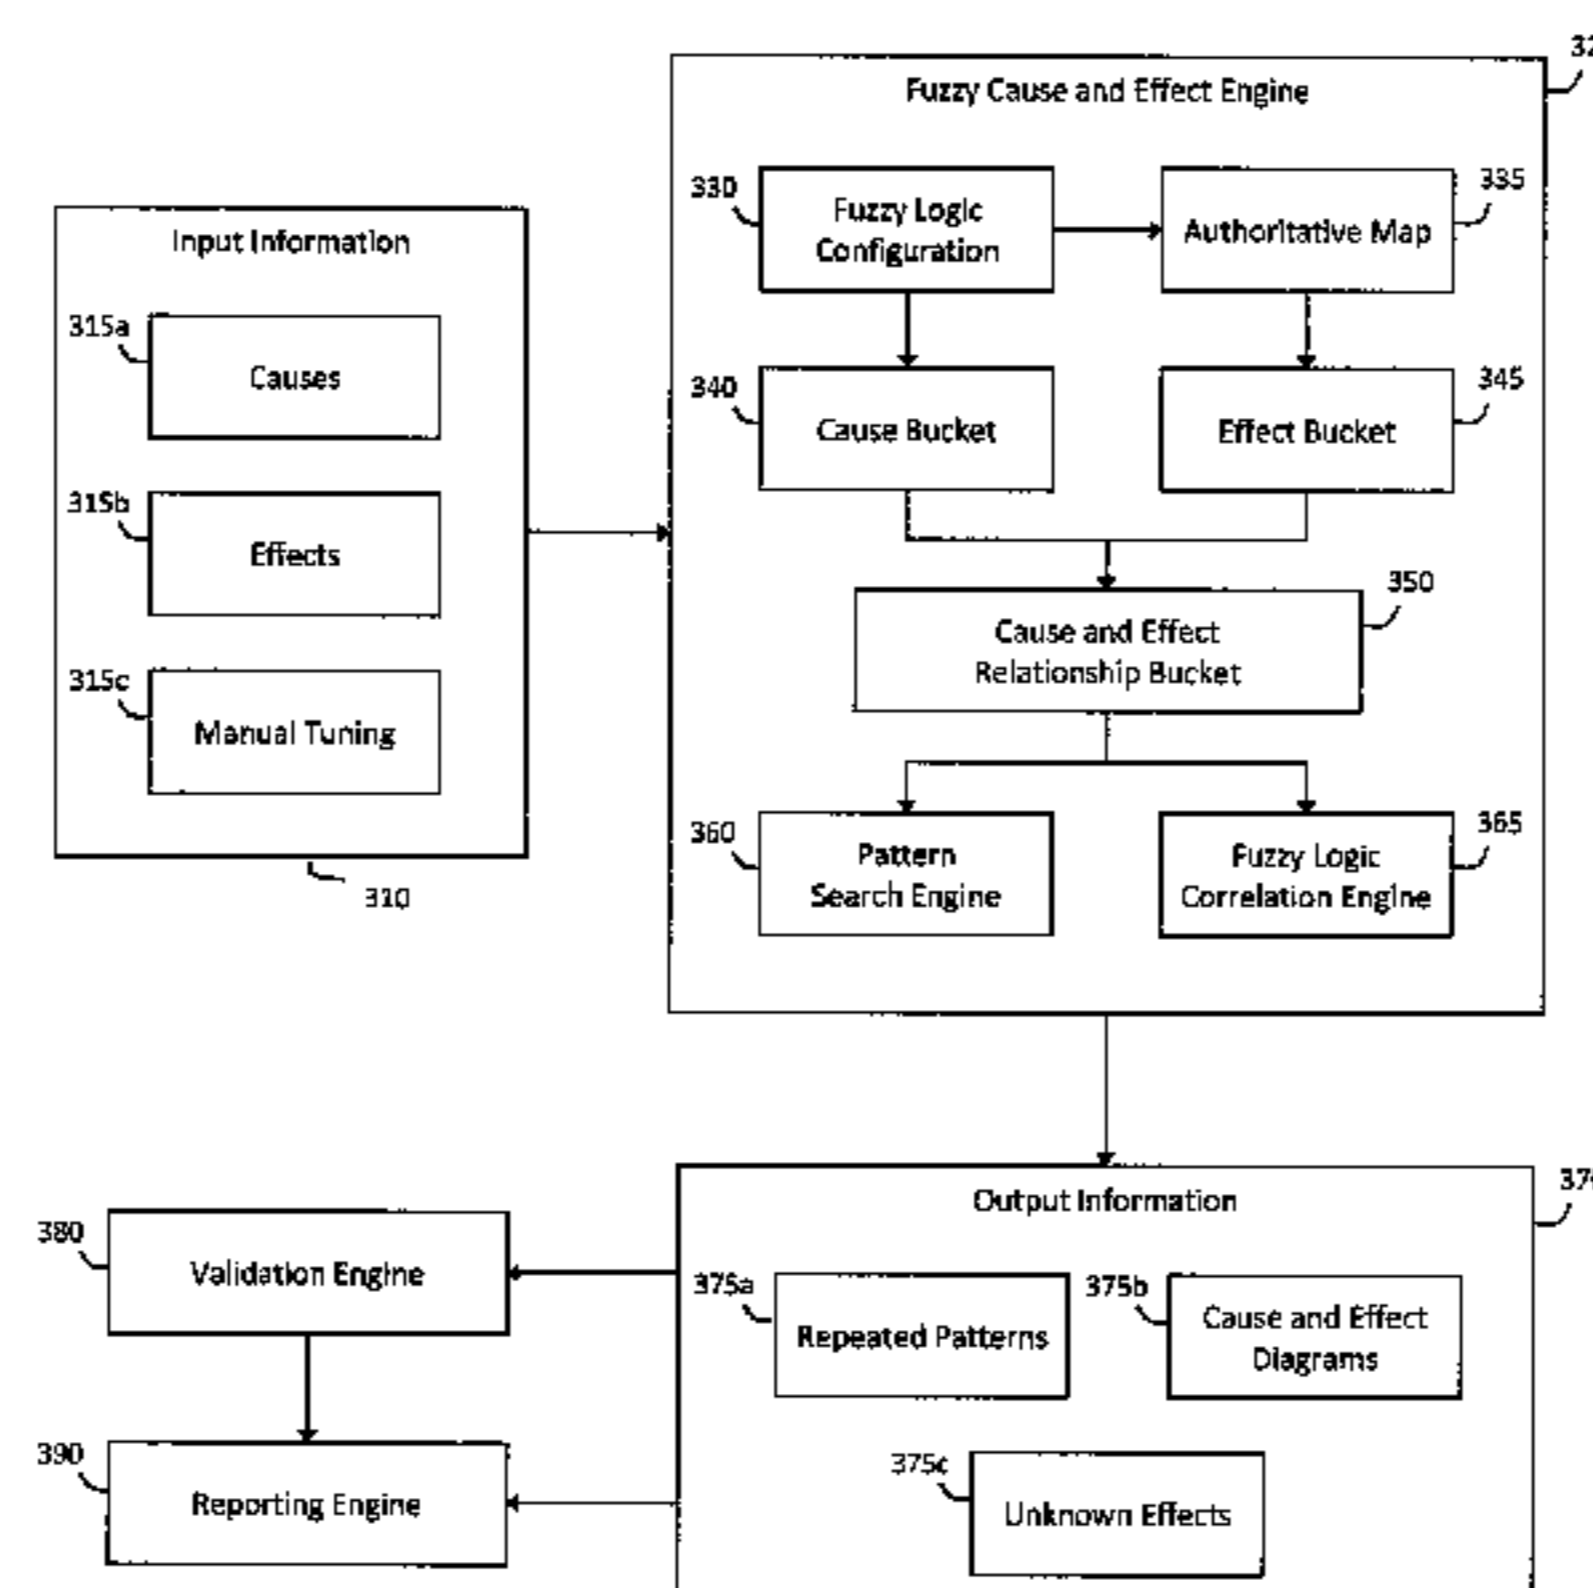 Fuzzy Cause and Effect Engine
330
Fuzzy Logic
Configuration
335
Authoritative Map
Input Information
315a
Causes
340
Cause Bucket
345
Effect Bucket
315b
Effects
350
Cause and Effect
Relationship Bucket
315c
Manual Tuning
360
Pattern
Search Engine
365
Fuzzy Logic
Correlation Engine
310
Output Information
380
Validation Engine
375a
Repeated Patterns
375b
Cause and Effect
Diagrams
390
Reporting Engine
375c
Unknown Effects